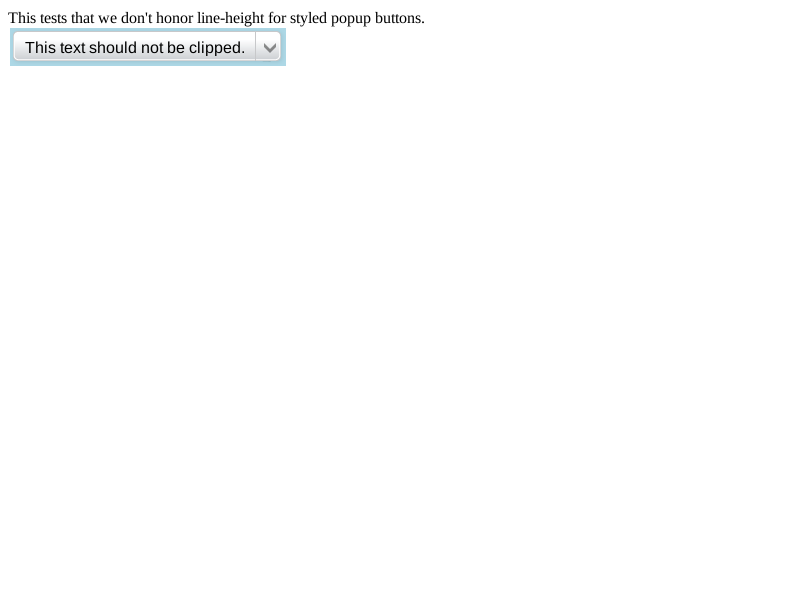 This tests that we don't honor line-height for styled popup buttons.
This text should not be clipped.